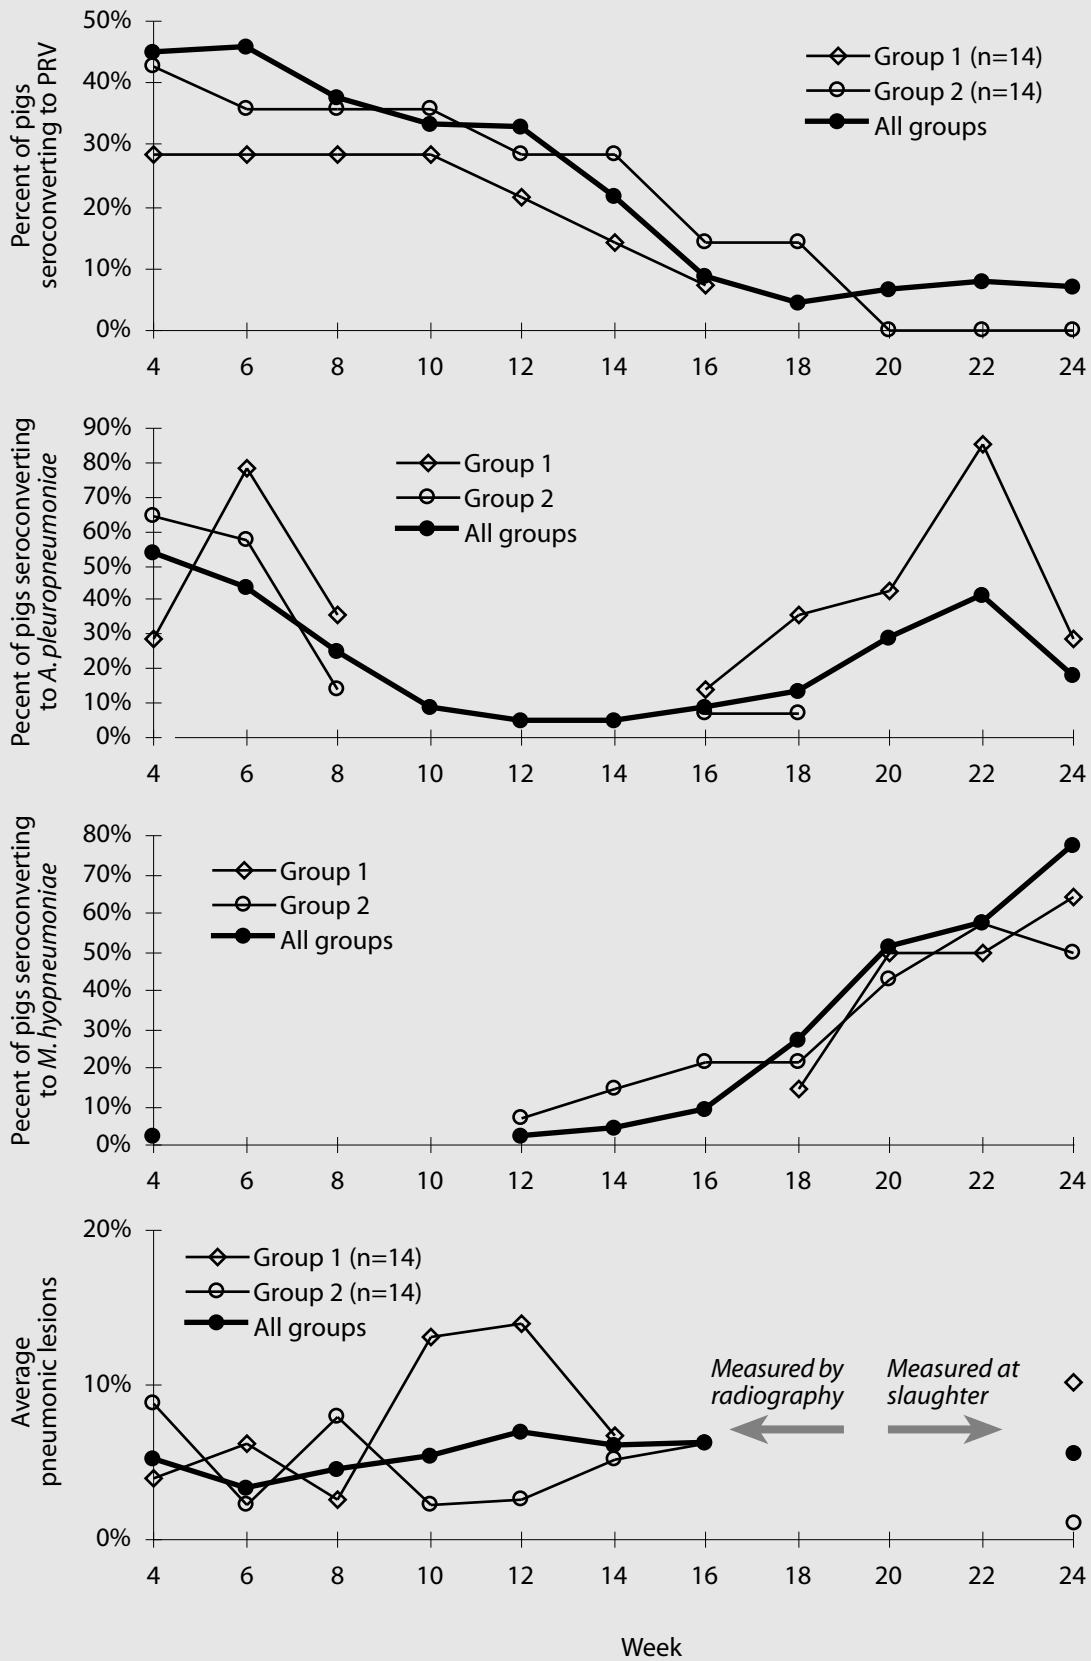 Percent of pigs
seroconverting to PRV
50%
40%
30%
20%
10%
0%
Group 1 (n=14)
Group 2 (n=14)
All groups
4 6 8 10 12 14 16 18 20 22 24
Pecent of pigs seroconverting
to A. pleuropneumoniae
90%
80%
70%
60%
50%
40%
30%
20%
10%
0%
Group 1
Group 2
All groups
4 6 8 10 12 14 16 18 20 22 24
Pecent of pigs seroconverting
to M. hyopneumoniae
80%
70%
60%
50%
40%
30%
20%
10%
0%
Group 1
Group 2
All groups
4 6 8 10 12 14 16 18 20 22 24
Average
pneumonic lesions
20%
10%
0%
Group 1 (n=14)
Group 2 (n=14)
All groups
Measured by
radiography
Measured at
slaughter
4 6 8 10 12 14 16 18 20 22 24
Week